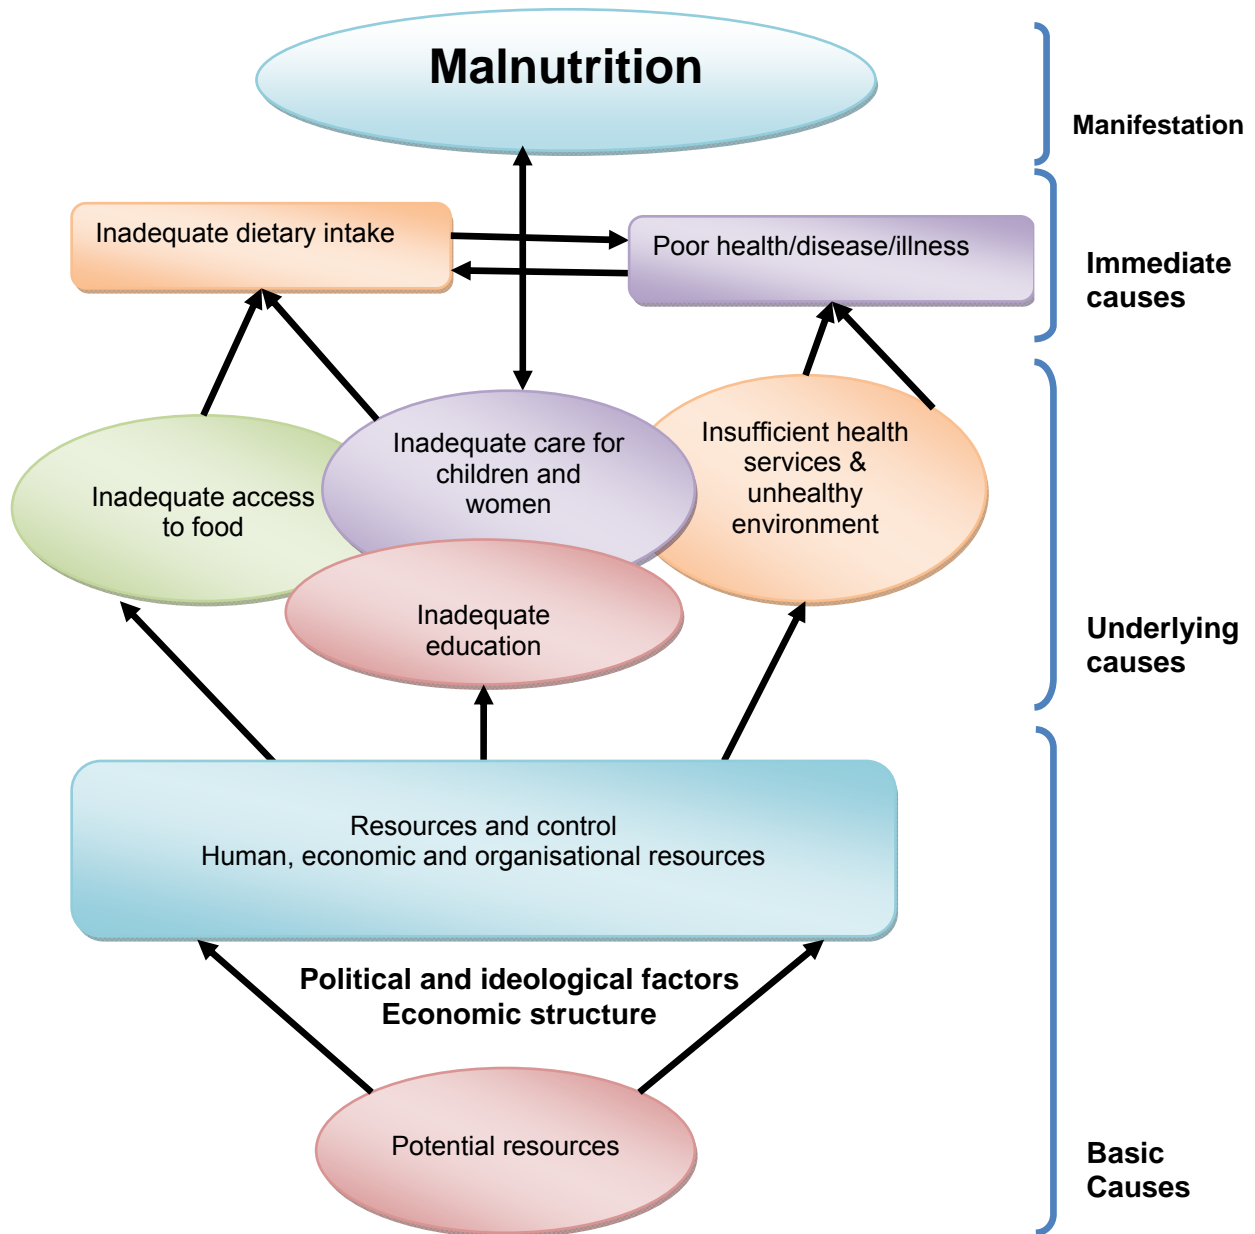 Malnutrition
Manifestation
Inadequate dietary intake
Poor health/disease/illness
Immediate
causes
Inadequate access
to food
Inadequate care for
children and
women
Insufficient health
services &
unhealthy
environment
Inadequate
education
Underlying
causes
Resources and control
Human, economic and organisational resources
Political and ideological factors
Economic structure
Potential resources
Basic
Causes